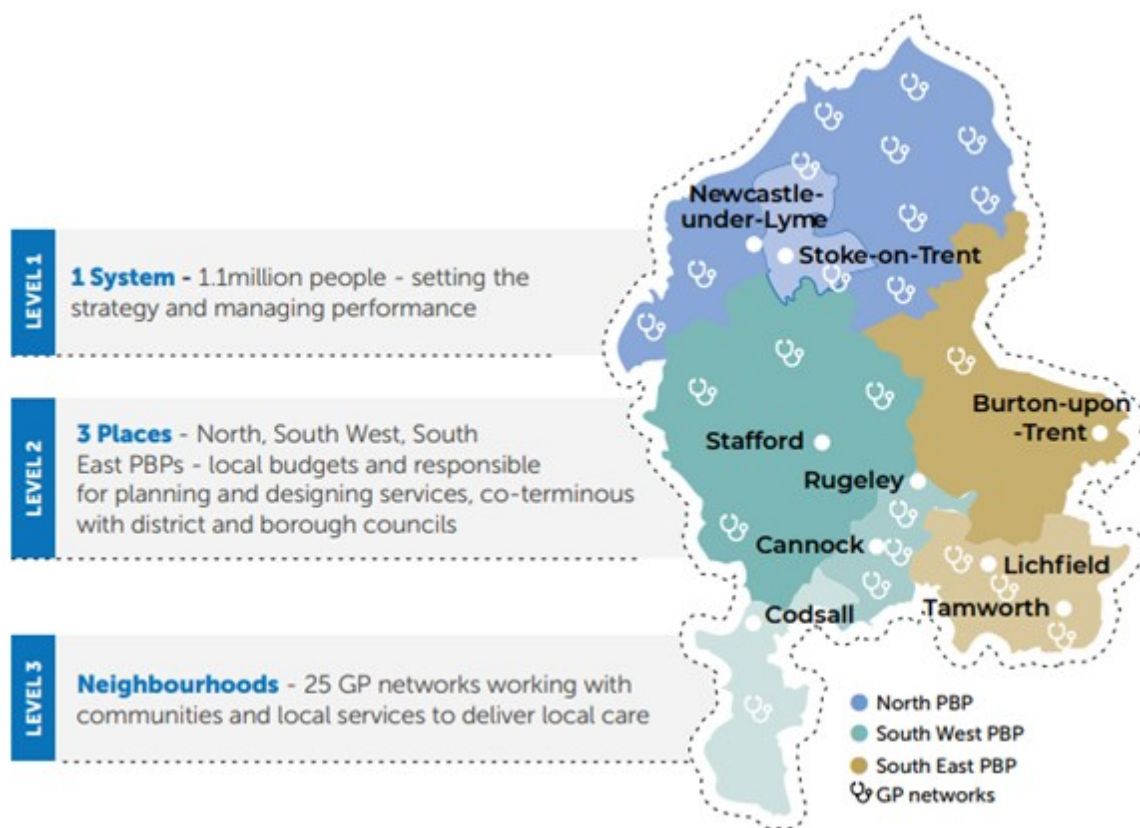 LEVEL 1
1 System - 1.1million people - setting the
strategy and managing performance
LEVEL 2
3 Places - North, South West, South
East PBPs - local budgets and responsible
for planning and designing services, co-terminous
with district and borough councils
LEVEL 3
Neighbourhoods - 25 GP networks working with
communities and local services to deliver local care
Newcastle-
under-Lyme
Stoke-on-Trent
Burton-upon
-Trent
Stafford
Rugeley
Cannock
Lichfield
Tamworth
Codsall
North PBP
South West PBP
South East PBP
GP networks